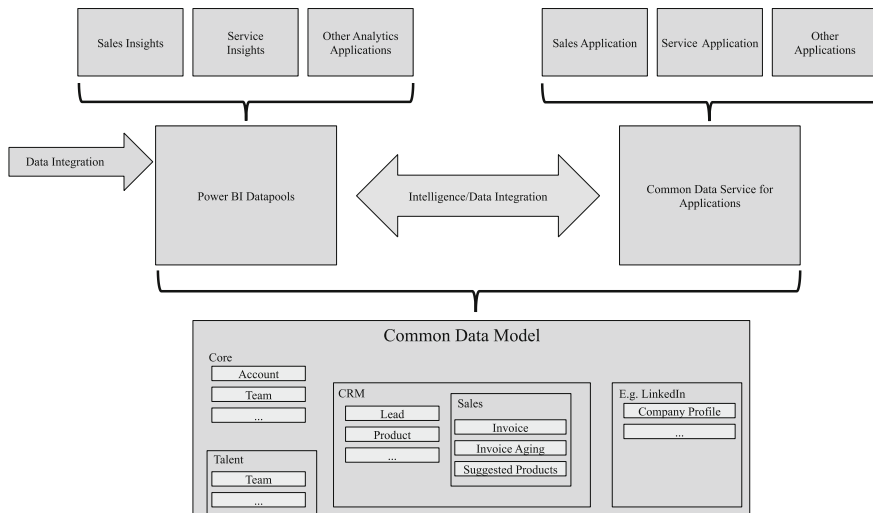 Sales Insights
Service
Insights
Other Analytics
Applications
Sales Application
Service Application
Other
Applications
Data Integration
Power BI Datapools
Intelligence/Data Integration
Common Data Service for
Applications
Common Data Model
Core
Account
Team
...
Talent
Team
...
CRM
Lead
Product
...
Sales
Invoice
Invoice Aging
Suggested Products
E.g. LinkedIn
Company Profile
...